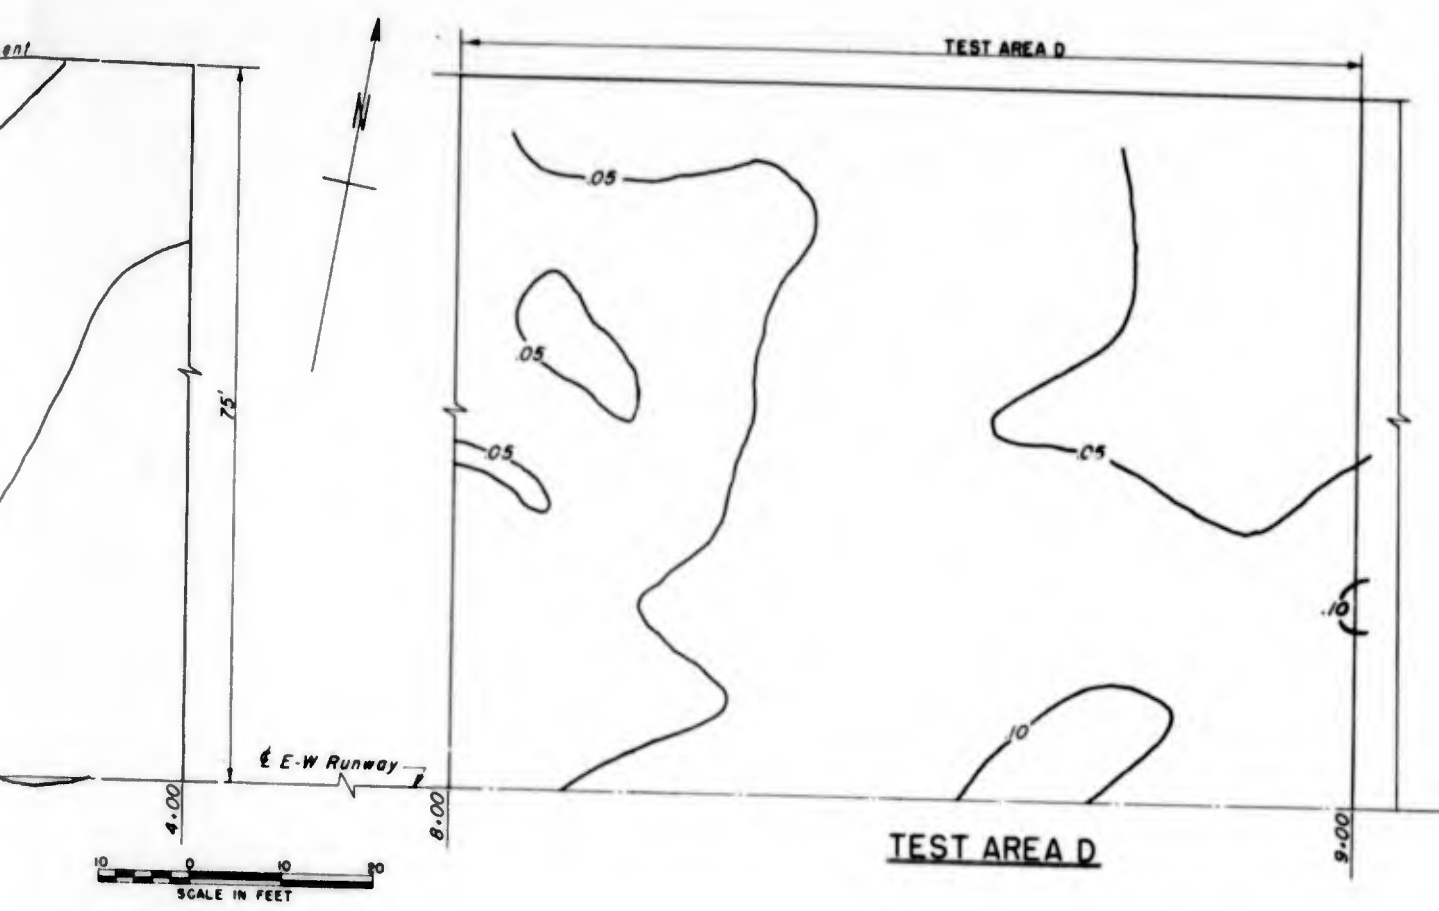 ent
N
TEST AREA D
.05
.05
75'
.05
.05
.10
.10
℄ E-W Runway
4+00
8+00
9+00
TEST AREA D
10 0 10 20
SCALE IN FEET